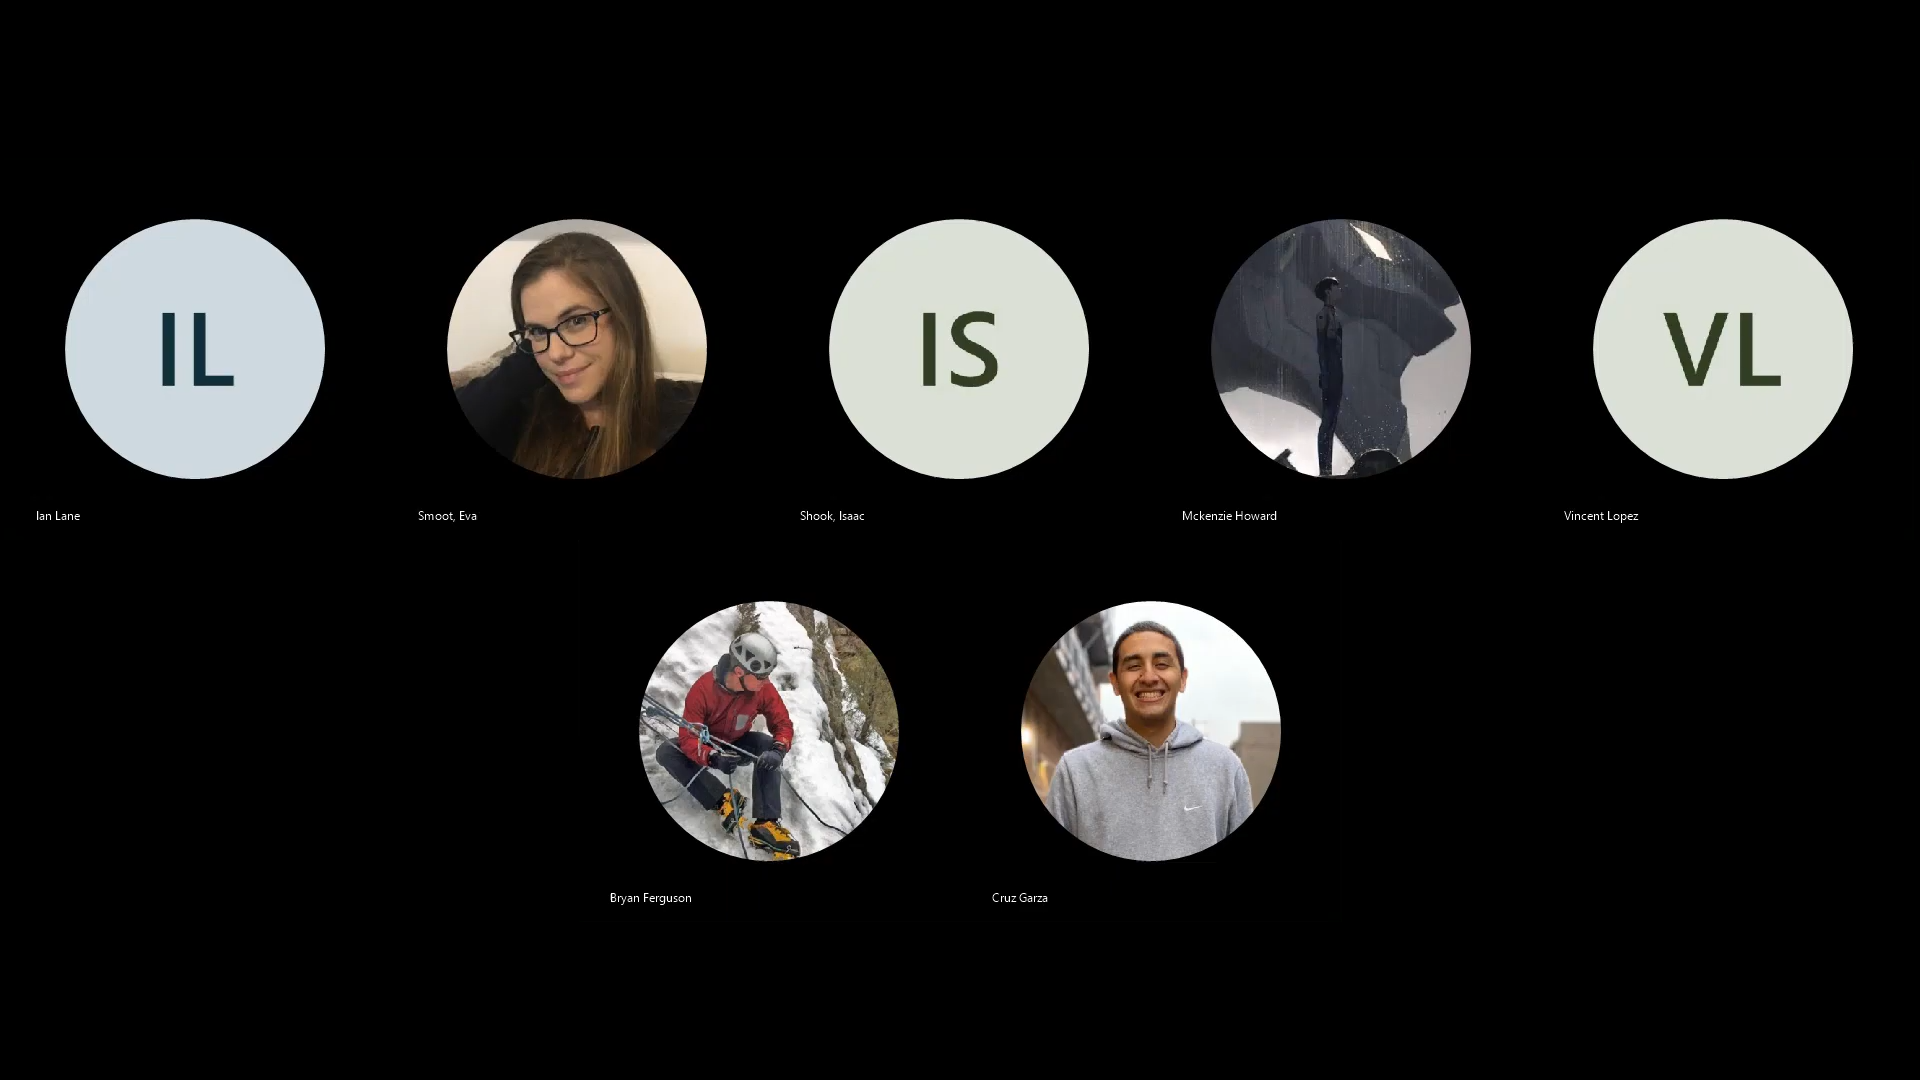 IL
IS
VL
Ian Lane
Smoot, Eva
Shook, Isaac
Mckenzie Howard
Vincent Lopez
Bryan Ferguson
Cruz Garza